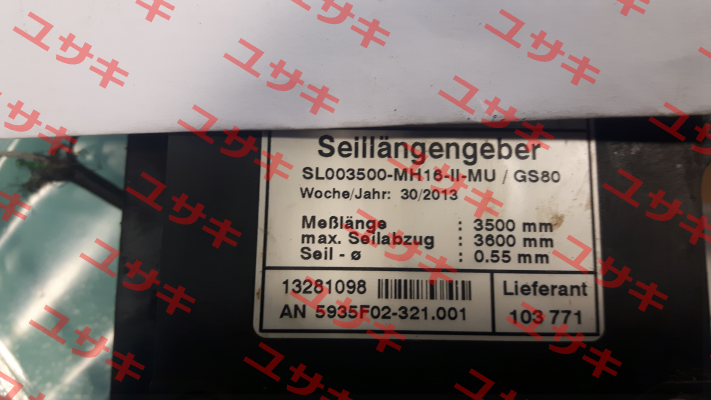 Seillängengeber
SL003500-MH16-II-MU / GS80
Woche/Jahr: 30/2013
Meßlänge : 3500 mm
max. Seilabzug : 3600 mm
Seil - ø : 0.55 mm
13281098
AN 5935F02-321.001
Lieferant
103 771
ユサキ